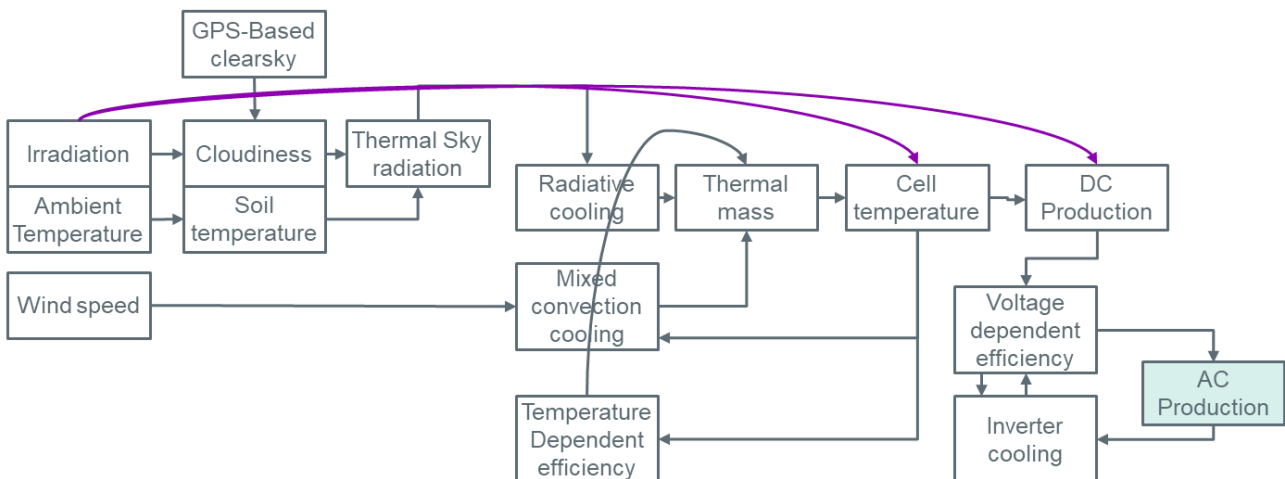 GPS-Based
clearsky
Irradiation
Cloudiness
Thermal Sky
radiation
Ambient
Temperature
Soil
temperature
Radiative
cooling
Thermal
mass
Cell
temperature
DC
Production
Wind speed
Mixed
convection
cooling
Voltage
dependent
efficiency
AC
Production
Temperature
Dependent
efficiency
Inverter
cooling